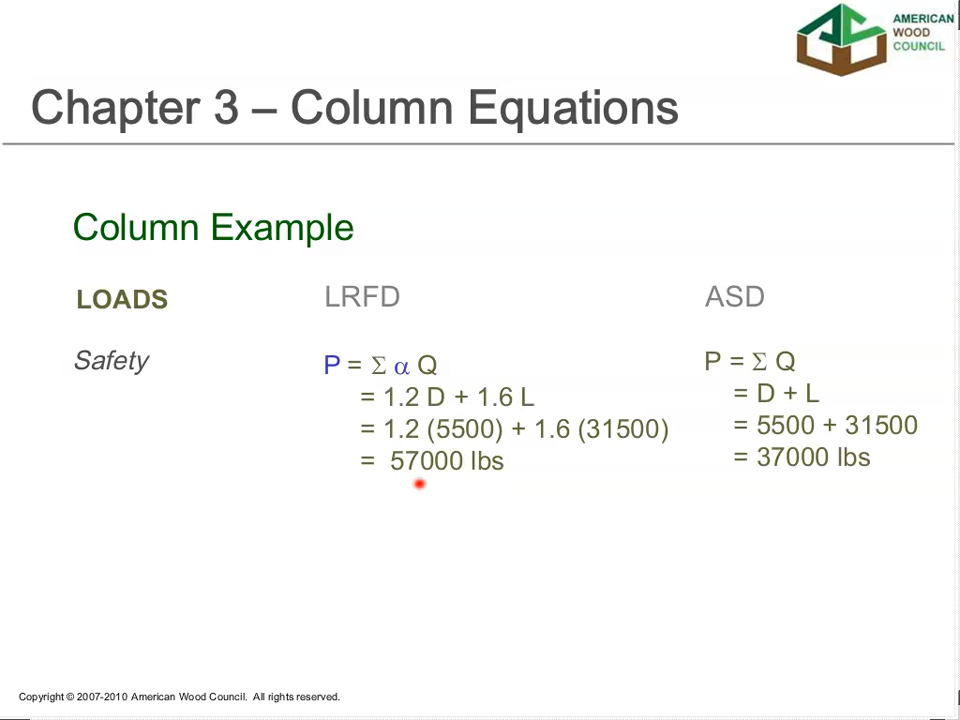 AMERICAN
WOOD
COUNCIL
Chapter 3 – Column Equations
Column Example
LOADS
LRFD
ASD
Safety
P = Σ α Q
= 1.2 D + 1.6 L
= 1.2 (5500) + 1.6 (31500)
= 57000 lbs
P = Σ Q
= D + L
= 5500 + 31500
= 37000 lbs
Copyright © 2007-2010 American Wood Council. All rights reserved.